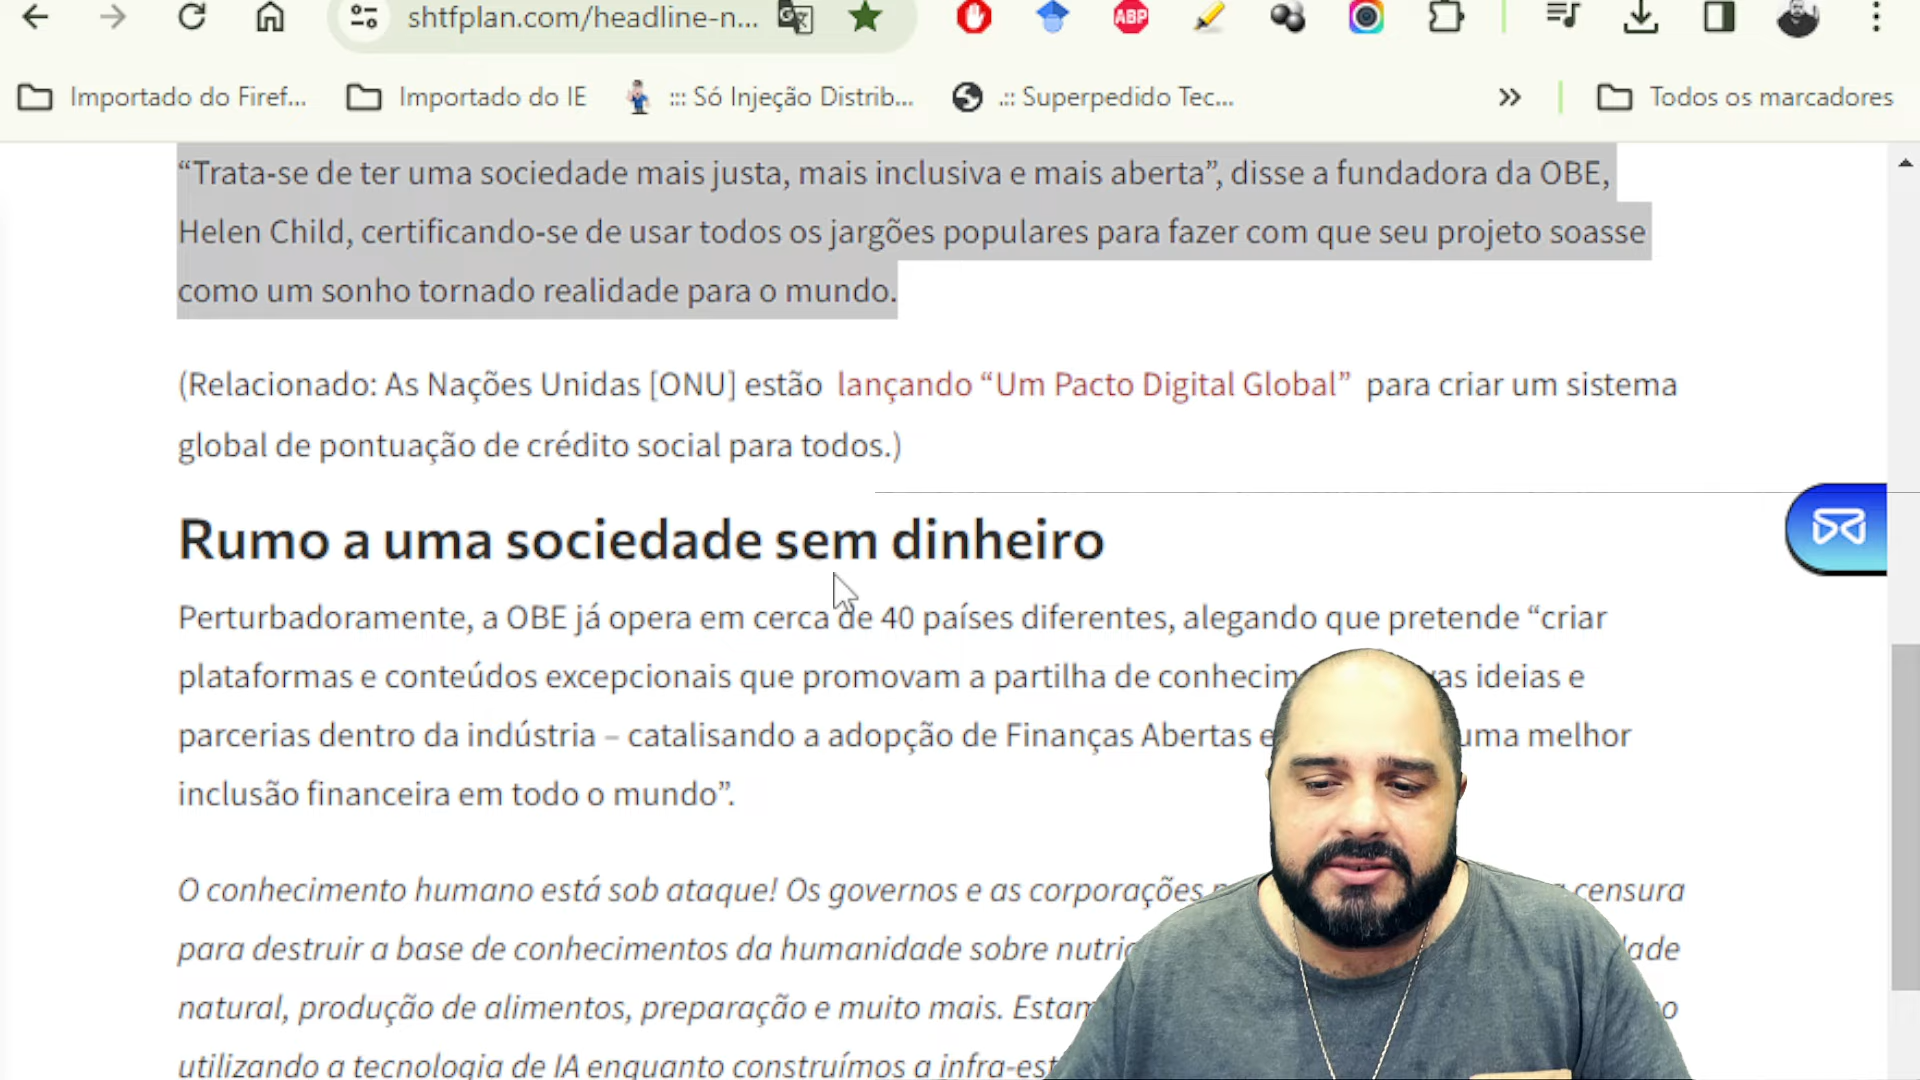 shtfplan.com/headline-n...
ABP
Importado do Firef...
Importado do IE
::: Só Injeção Distrib...
.:: Superpedido Tec...
Todos os marcadores
“Trata-se de ter uma sociedade mais justa, mais inclusiva e mais aberta”, disse a fundadora da OBE,
Helen Child, certificando-se de usar todos os jargões populares para fazer com que seu projeto soasse
como um sonho tornado realidade para o mundo.
(Relacionado: As Nações Unidas [ONU] estão lançando “Um Pacto Digital Global” para criar um sistema
global de pontuação de crédito social para todos.)
Rumo a uma sociedade sem dinheiro
Perturbadoramente, a OBE já opera em cerca de 40 países diferentes, alegando que pretende “criar
plataformas e conteúdos excepcionais que promovam a partilha de ideias e
parcerias dentro da indústria – catalisando a adopção de Finanças Abertas e uma melhor
inclusão financeira em todo o mundo”.
O conhecimento humano está sob ataque! Os governos e as corporações censura
para destruir a base de conhecimentos da humanidade sobre
natural, produção de alimentos, preparação e muito mais.
utilizando a tecnologia de IA enquanto construímos a